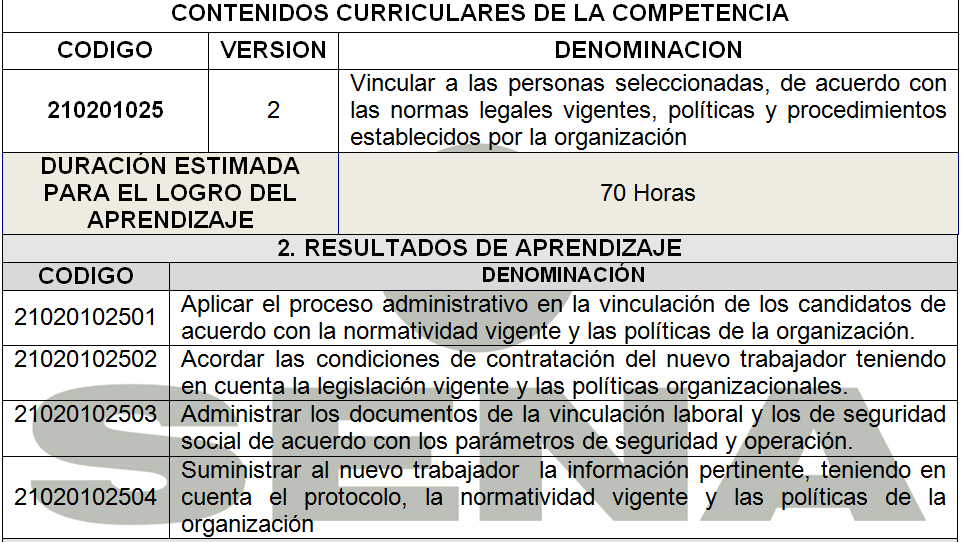 CONTENIDOS CURRICULARES DE LA COMPETENCIA
CODIGO VERSION DENOMINACION
210201025 2 Vincular a las personas seleccionadas, de acuerdo con
las normas legales vigentes, políticas y procedimientos
establecidos por la organización
DURACIÓN ESTIMADA
PARA EL LOGRO DEL
APRENDIZAJE
70 Horas
2. RESULTADOS DE APRENDIZAJE
CODIGO DENOMINACIÓN
21020102501 Aplicar el proceso administrativo en la vinculación de los candidatos de
acuerdo con la normatividad vigente y las políticas de la organización.
21020102502 Acordar las condiciones de contratación del nuevo trabajador teniendo
en cuenta la legislación vigente y las políticas organizacionales.
21020102503 Administrar los documentos de la vinculación laboral y los de seguridad
social de acuerdo con los parámetros de seguridad y operación.
21020102504 Suministrar al nuevo trabajador la información pertinente, teniendo en
cuenta el protocolo, la normatividad vigente y las políticas de la
organización
SENA